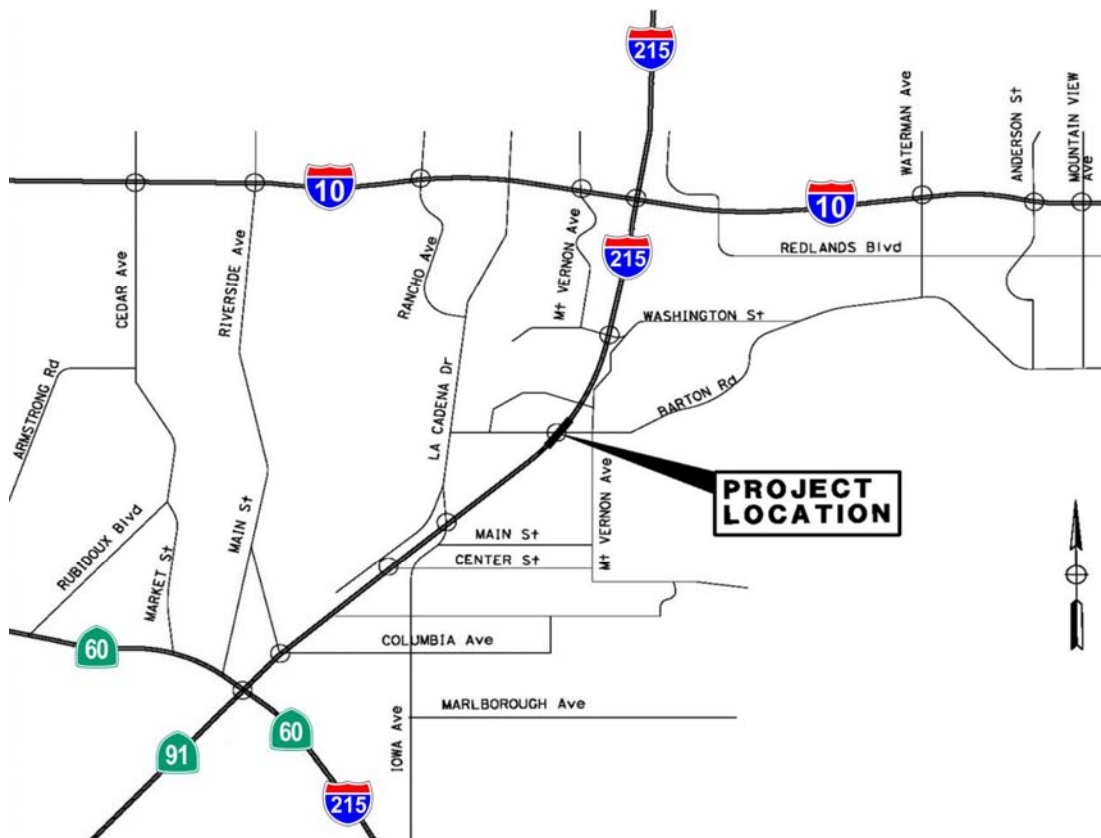 215
WATERMAN Ave
ANDERSON St
MOUNTAIN VIEW
Ave
10
10
REDLANDS Blvd
CEDAR Ave
RIVERSIDE Ave
RANCHO Ave
Mt VERNON Ave
215
WASHINGTON St
ARMSTRONG Rd
LA CADENA Dr
BARTON Rd
PROJECT
LOCATION
Mt VERNON Ave
MAIN St
MAIN St
CENTER St
RUBIDOUX Blvd
MARKET St
COLUMBIA Ave
60
MARLBOROUGH Ave
IOWA Ave
60
91
215